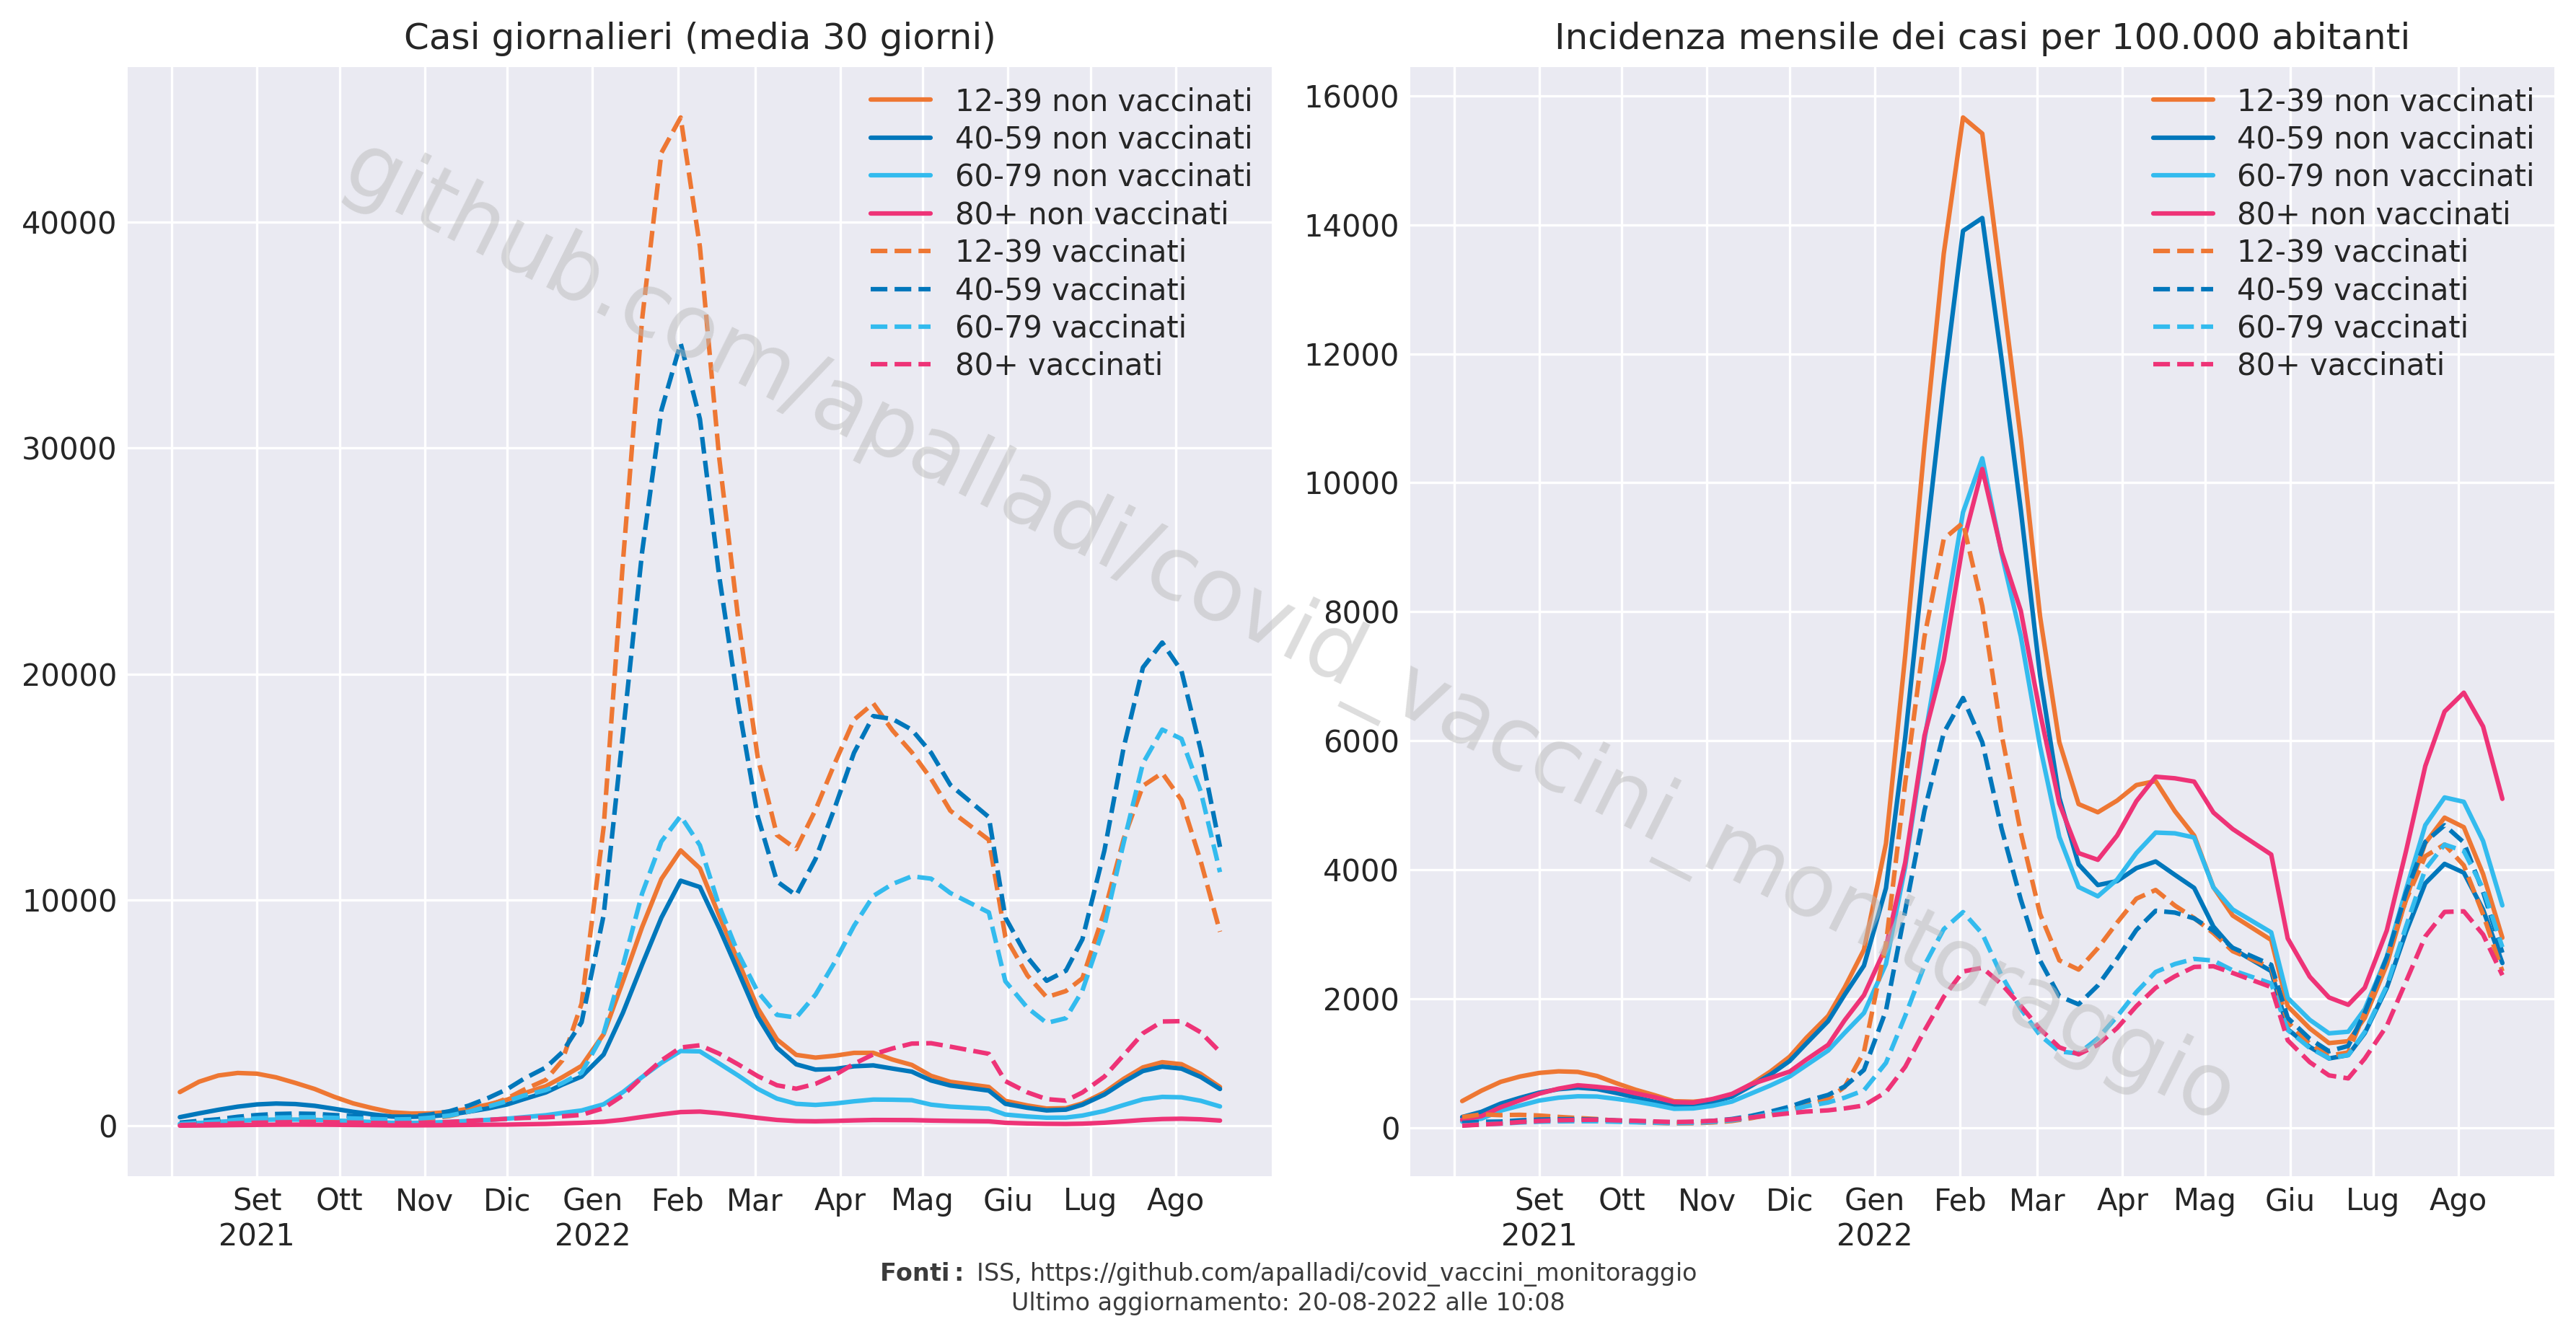 Casi giornalieri (media 30 giorni)
40000
30000
20000
10000
0
12-39 non vaccinati
40-59 non vaccinati
60-79 non vaccinati
80+ non vaccinati
12-39 vaccinati
40-59 vaccinati
60-79 vaccinati
80+ vaccinati
Set Ott Nov Dic Gen Feb Mar Apr Mag Giu Lug Ago
2021 2022
Incidenza mensile dei casi per 100.000 abitanti
16000
14000
12000
10000
8000
6000
4000
2000
0
12-39 non vaccinati
40-59 non vaccinati
60-79 non vaccinati
80+ non vaccinati
12-39 vaccinati
40-59 vaccinati
60-79 vaccinati
80+ vaccinati
Set Ott Nov Dic Gen Feb Mar Apr Mag Giu Lug Ago
2021 2022
github.com/apalladi/covid_vaccini_monitoraggio
Fonti: ISS, https://github.com/apalladi/covid_vaccini_monitoraggio
Ultimo aggiornamento: 20-08-2022 alle 10:08